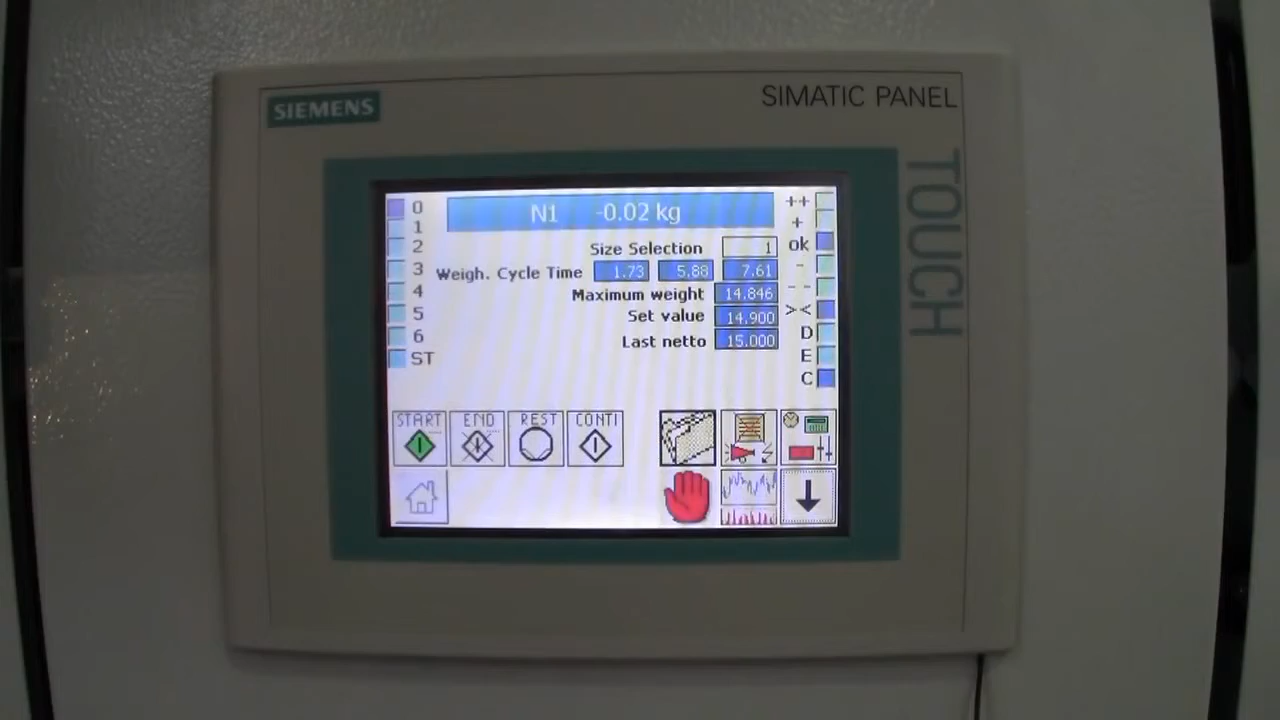 SIEMENS
SIMATIC PANEL
TOUCH
N1 -0.02 kg
Size Selection 1
Weigh. Cycle Time 1.73 5.88 7.61
Maximum weight 14.846
Set value 14.900
Last netto 15.000
0
1
2
3
4
5
6
ST
++
+
ok
-
--
><
D
E
C
START END REST CONTI